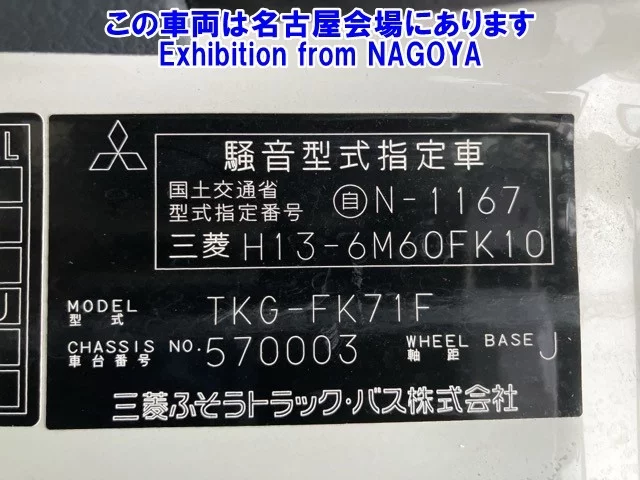 この車両は名古屋会場にあります
Exhibition from NAGOYA
L
騒音型式指定車
国土交通省
型式指定番号 自N-1167
三菱 H13-6M60FK10
J
MODEL
型式 TKG-FK71F
CHASSIS NO.
車台番号 570003
WHEEL BASE
軸距 J
三菱ふそうトラック・バス株式会社